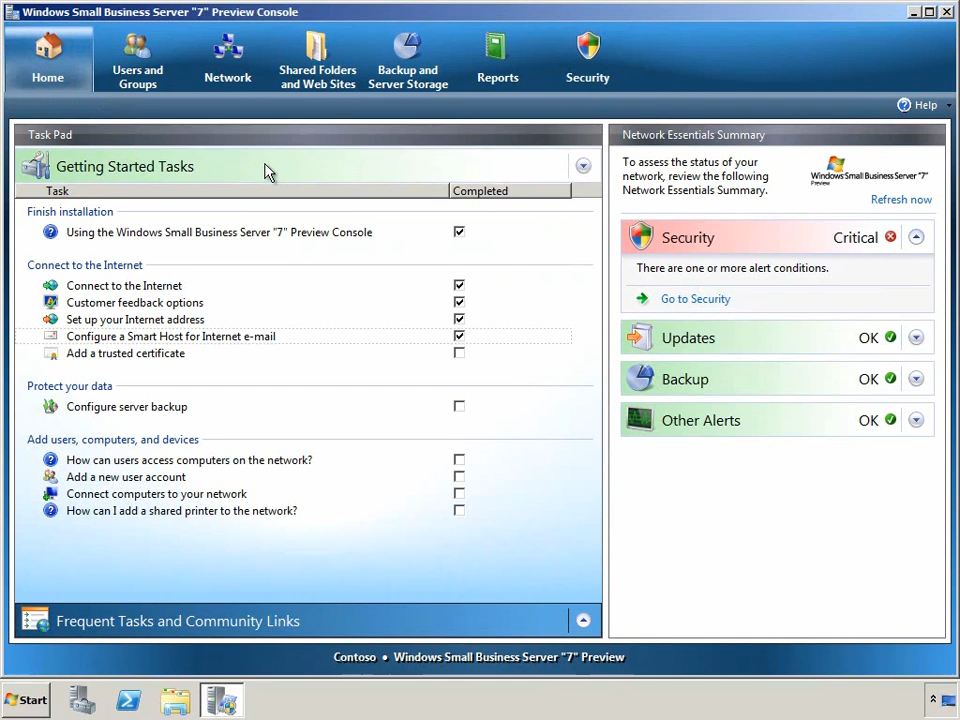 Windows Small Business Server "7" Preview Console
Home
Users and
Groups
Network
Shared Folders
and Web Sites
Backup and
Server Storage
Reports
Security
Help
Task Pad
Getting Started Tasks
Task Completed
Finish installation
Using the Windows Small Business Server "7" Preview Console
Connect to the Internet
Connect to the Internet
Customer feedback options
Set up your Internet address
Configure a Smart Host for Internet e-mail
Add a trusted certificate
Protect your data
Configure server backup
Add users, computers, and devices
How can users access computers on the network?
Add a new user account
Connect computers to your network
How can I add a shared printer to the network?
Frequent Tasks and Community Links
Network Essentials Summary
To assess the status of your
network, review the following
Network Essentials Summary.
Windows Small Business Server "7"
Preview
Refresh now
Security Critical
There are one or more alert conditions.
Go to Security
Updates OK
Backup OK
Other Alerts OK
Contoso • Windows Small Business Server "7" Preview
Start